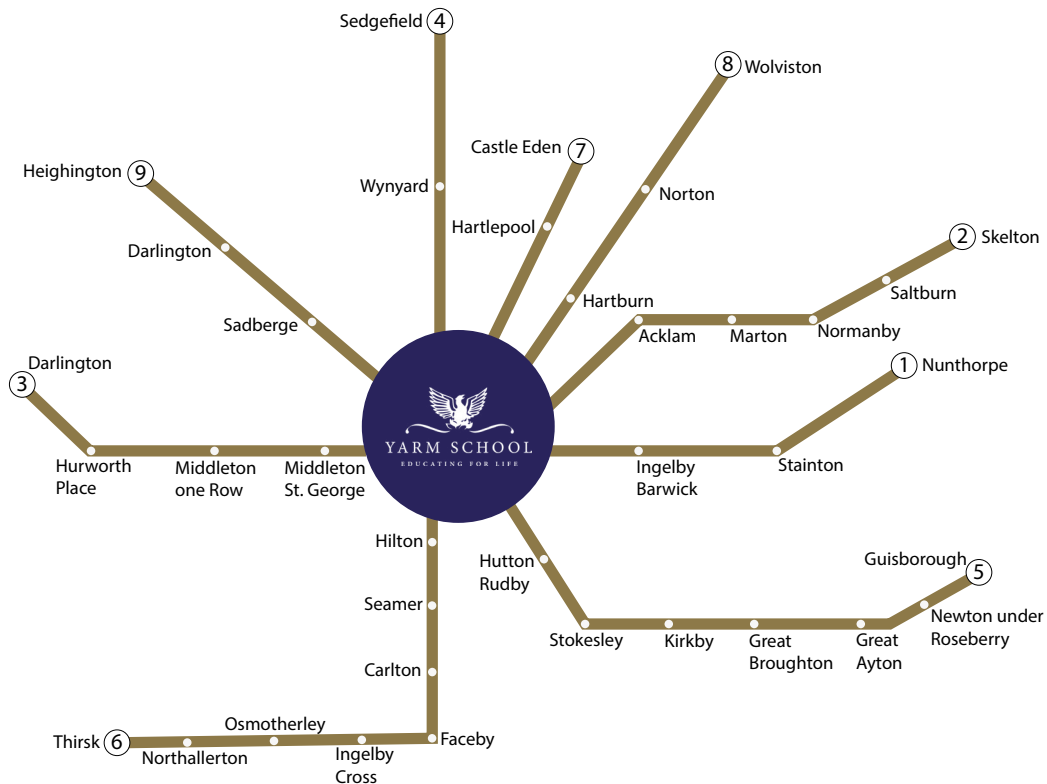 Sedgefield 4
8 Wolviston
Castle Eden 7
Heighington 9
Wynyard
Norton
Hartlepool
2 Skelton
Darlington
Saltburn
Hartburn
Sadberge
Acklam
Marton
Normanby
Darlington
3
1 Nunthorpe
YARM SCHOOL
EDUCATING FOR LIFE
Hurworth
Place
Middleton
one Row
Middleton
St. George
Ingelby
Barwick
Stainton
Hilton
Hutton
Rudby
Guisborough
5
Seamer
Newton under
Roseberry
Stokesley
Kirkby
Great
Broughton
Great
Ayton
Carlton
Osmotherley
Thirsk 6
Northallerton
Ingelby
Cross
Faceby